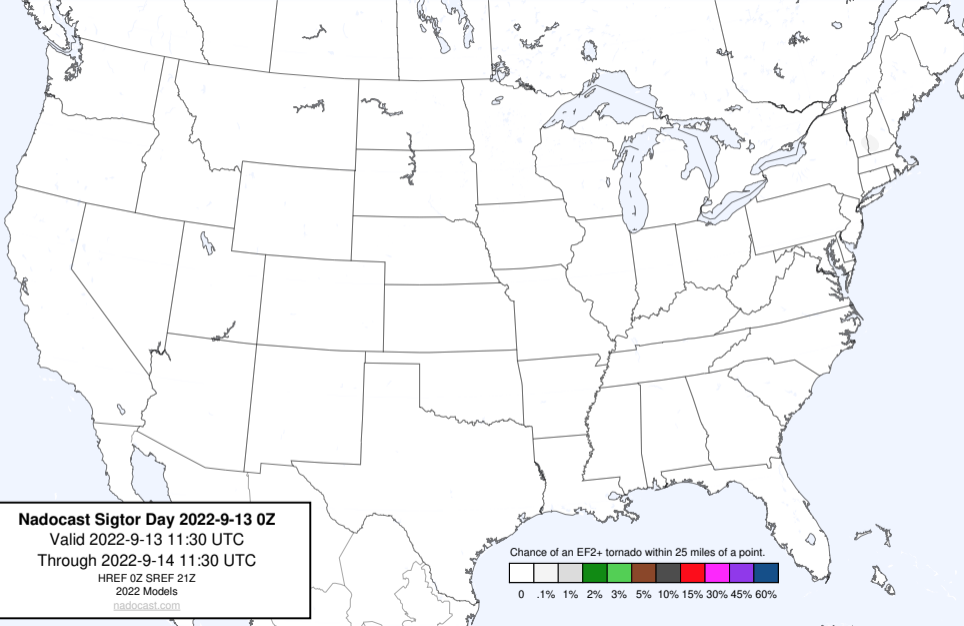 Nadocast Sigtor Day 2022-9-13 0Z
Valid 2022-9-13 11:30 UTC
Through 2022-9-14 11:30 UTC
HREF 0Z SREF 21Z
2022 Models
nadocast.com
Chance of an EF2+ tornado within 25 miles of a point.
0 .1% 1% 2% 3% 5% 10% 15% 30% 45% 60%